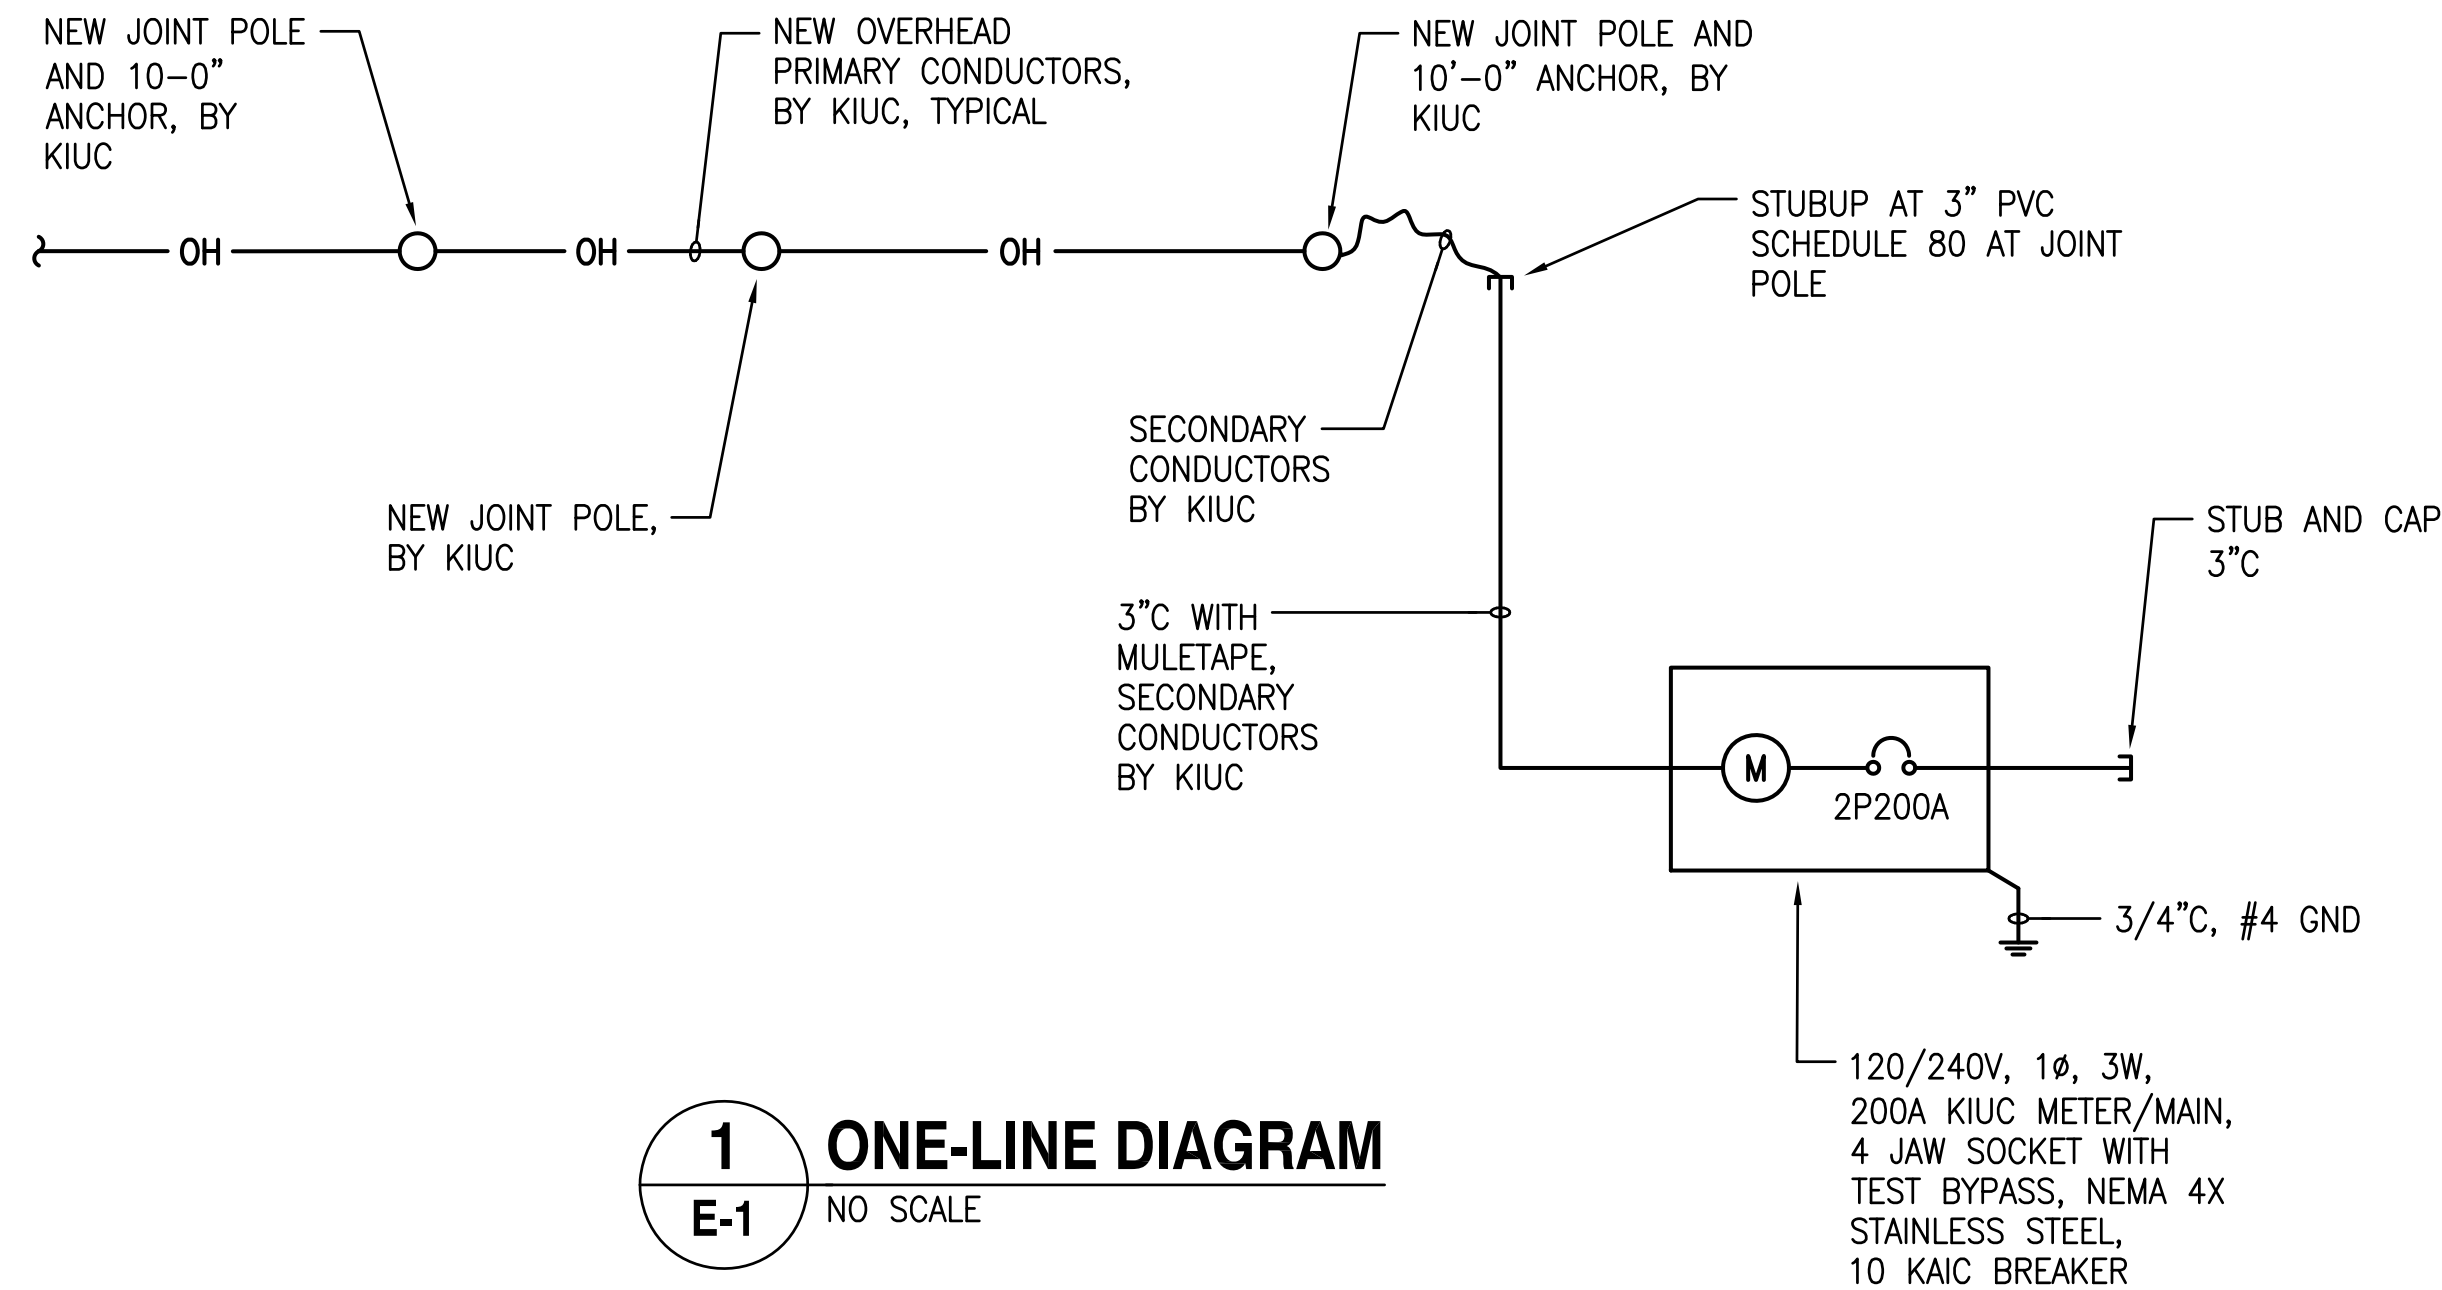 NEW JOINT POLE
AND 10-0"
ANCHOR, BY
KIUC
NEW OVERHEAD
PRIMARY CONDUCTORS,
BY KIUC, TYPICAL
NEW JOINT POLE AND
10'-0" ANCHOR, BY
KIUC
STUBUP AT 3" PVC
SCHEDULE 80 AT JOINT
POLE
OH
OH
OH
SECONDARY
CONDUCTORS
BY KIUC
NEW JOINT POLE,
BY KIUC
STUB AND CAP
3"C
3"C WITH
MULETAPE,
SECONDARY
CONDUCTORS
BY KIUC
M
2P200A
3/4"C, #4 GND
120/240V, 1ø, 3W,
200A KIUC METER/MAIN,
4 JAW SOCKET WITH
TEST BYPASS, NEMA 4X
STAINLESS STEEL,
10 KAIC BREAKER
1
E-1
ONE-LINE DIAGRAM
NO SCALE